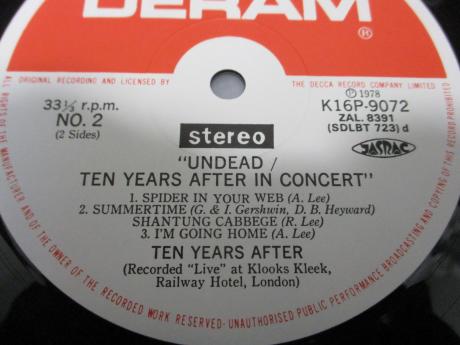 DERAM
®
ORIGINAL RECORDING AND LICENSED BY THE DECCA RECORD COMPANY LIMITED
33⅓ r.p.m.
NO. 2
(2 Sides)
stereo
Ⓟ 1978
K16P-9072
ZAL. 8391
(SDLBT 723) d
JASRAC
"UNDEAD /
TEN YEARS AFTER IN CONCERT"
1. SPIDER IN YOUR WEB (A. Lee)
2. SUMMERTIME (G. & I. Gershwin, D. B. Heyward)
SHANTUNG CABBEGE (R. Lee)
3. I'M GOING HOME (A. Lee)
TEN YEARS AFTER
(Recorded "Live" at Klooks Kleek,
Railway Hotel, London)
ALL RIGHTS OF THE MANUFACTURER AND OF THE OWNER OF THE RECORDED WORK RESERVED·UNAUTHORISED PUBLIC PERFORMANCE BROADCASTING AND COPYING OF THIS RECORD PROHIBITED